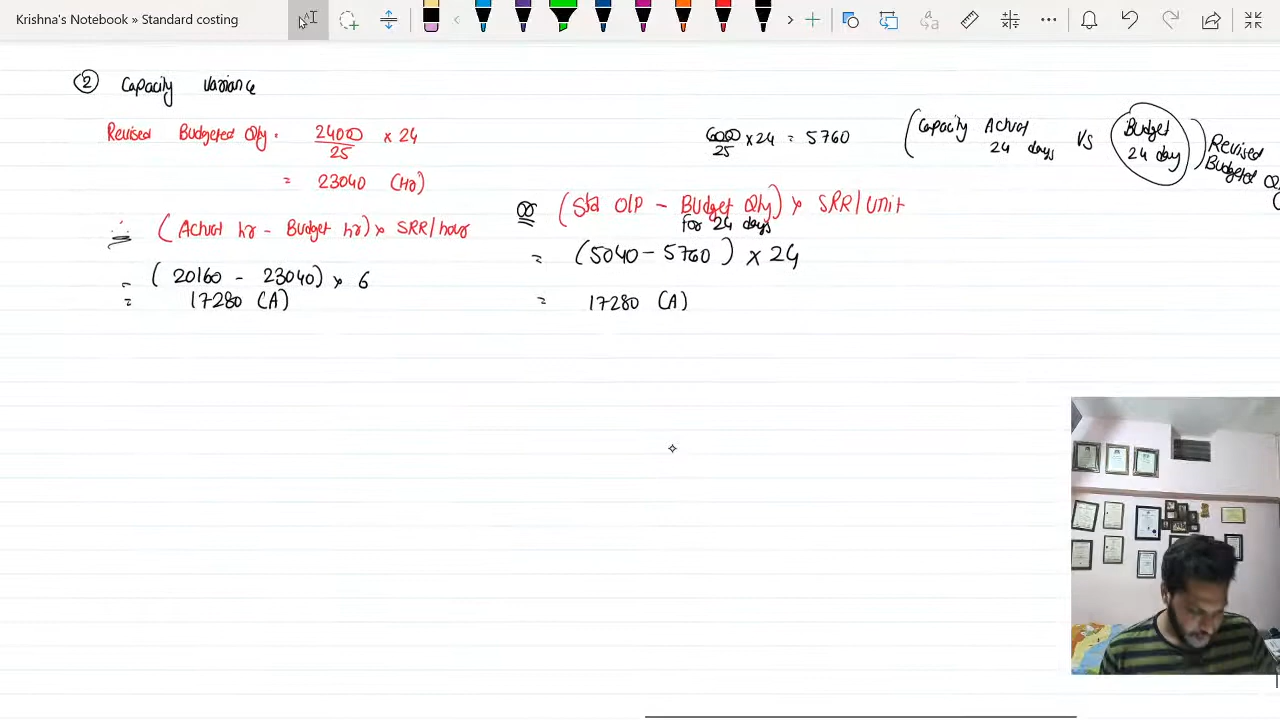 Krishna's Notebook » Standard costing
② Capacity Variance
Revised Budgeted Qty = 24000/25 x 24
= 23040 (Hr)
∴ (Actual hr - Budget hr) x SRR/hour
= (20160 - 23040) x 6
= 17280 (A)
6000/25 x 24 = 5760
(Capacity Actual 24 days Vs Budget 24 day) Revised Budgeted
OR (Std O/P - Budget Qty) x SRR/unit
for 24 days
= (5040 - 5760) x 24
= 17280 (A)